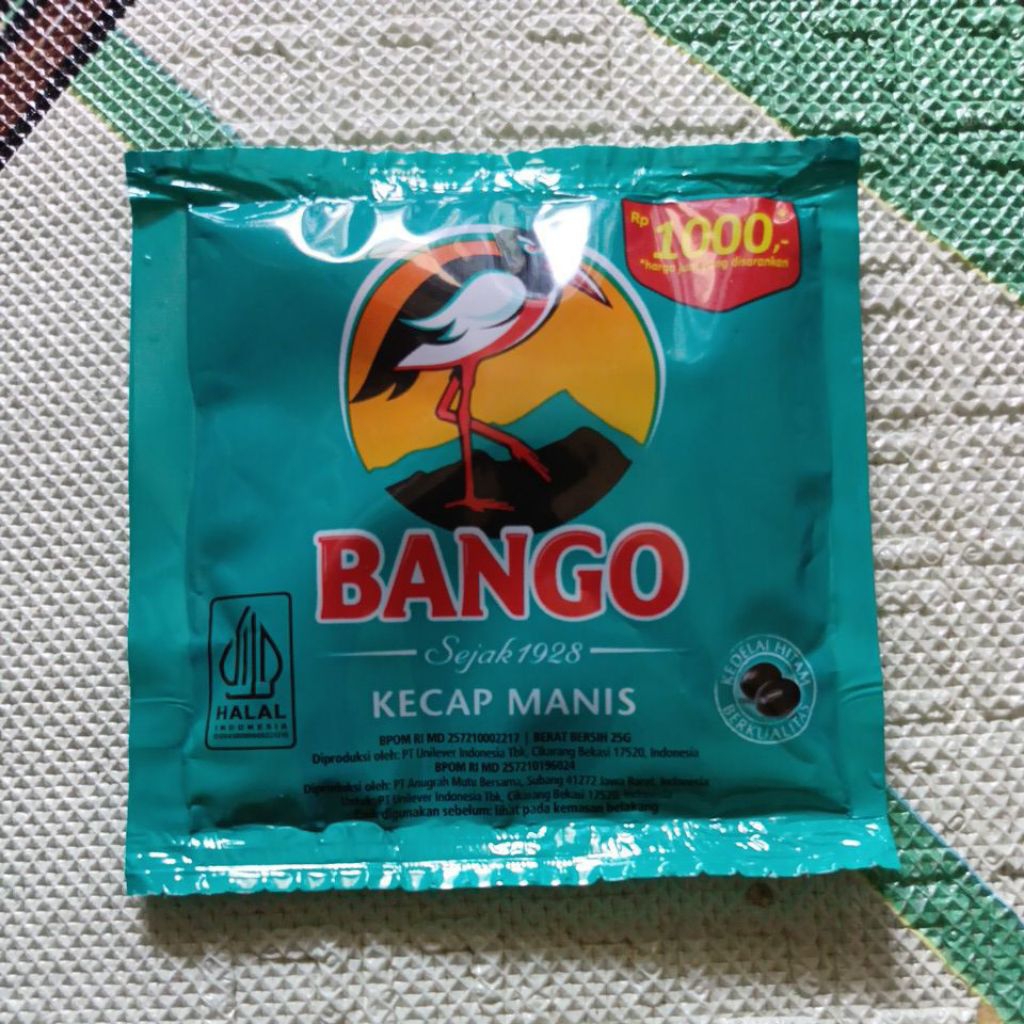 Rp
1000,-
*harga jual yang disarankan
BANGO
Sejak 1928
KECAP MANIS
KEDELAI HITAM
BERKUALITAS
HALAL
INDONESIA
BPOM RI MD 257210002217 | BERAT BERSIH 25G
Diproduksi oleh: PT Unilever Indonesia Tbk, Cikarang Bekasi 17520, Indonesia
BPOM RI MD 257210196024
Diproduksi oleh: PT Anugrah Mutu Bersama, Subang 41272 Jawa Barat, Indonesia
Untuk: PT Unilever Indonesia Tbk, Cikarang Bekasi 17520, Indonesia
Baik digunakan sebelum: lihat pada kemasan belakang